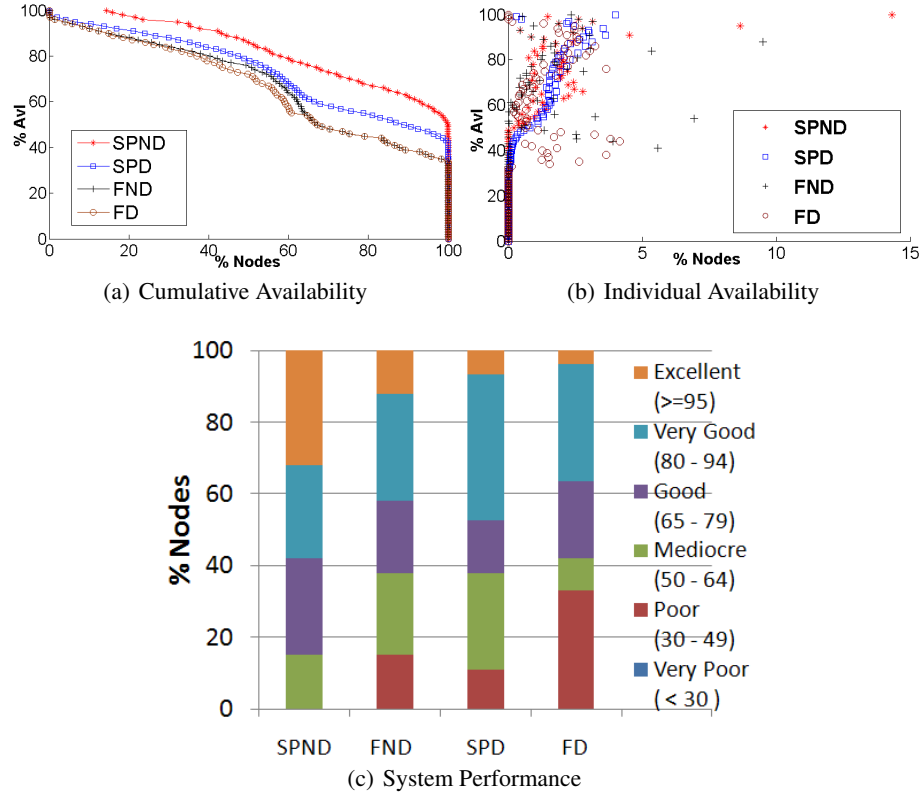 100
80
60
40
20
0
% Avl
SPND
SPD
FND
FD
0 20 40 60 80 100
% Nodes
(a) Cumulative Availability
100
80
60
40
20
0
% Avl
SPND
SPD
FND
FD
0 5 10 15
% Nodes
(b) Individual Availability
100
80
60
40
20
0
% Nodes
SPND FND SPD FD
Excellent
(>=95)
Very Good
(80 - 94)
Good
(65 - 79)
Mediocre
(50 - 64)
Poor
(30 - 49)
Very Poor
( < 30 )
(c) System Performance